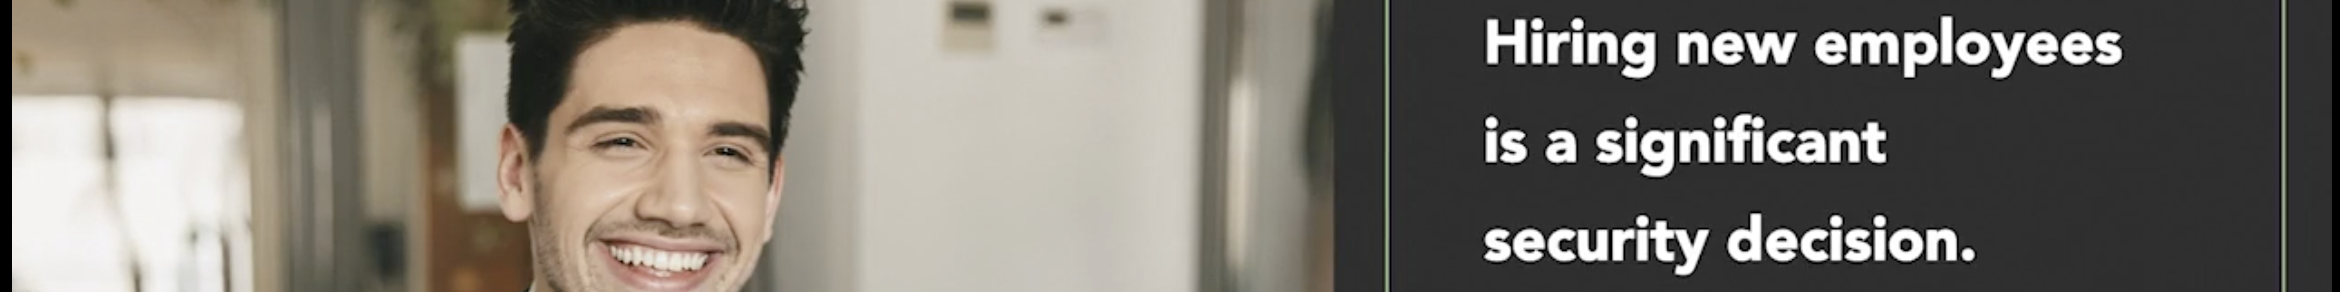 Hiring new employees
is a significant
security decision.